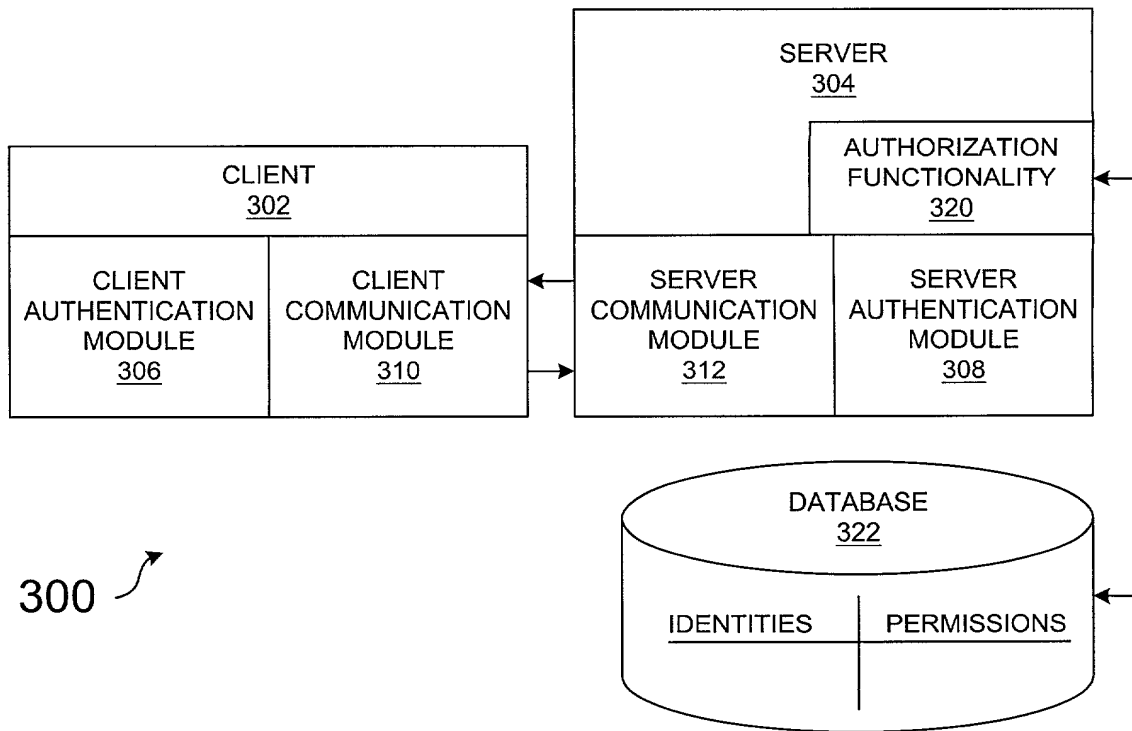 SERVER
304
AUTHORIZATION
FUNCTIONALITY
320
CLIENT
302
CLIENT
AUTHENTICATION
MODULE
306
CLIENT
COMMUNICATION
MODULE
310
SERVER
COMMUNICATION
MODULE
312
SERVER
AUTHENTICATION
MODULE
308
DATABASE
322
300
IDENTITIES
PERMISSIONS